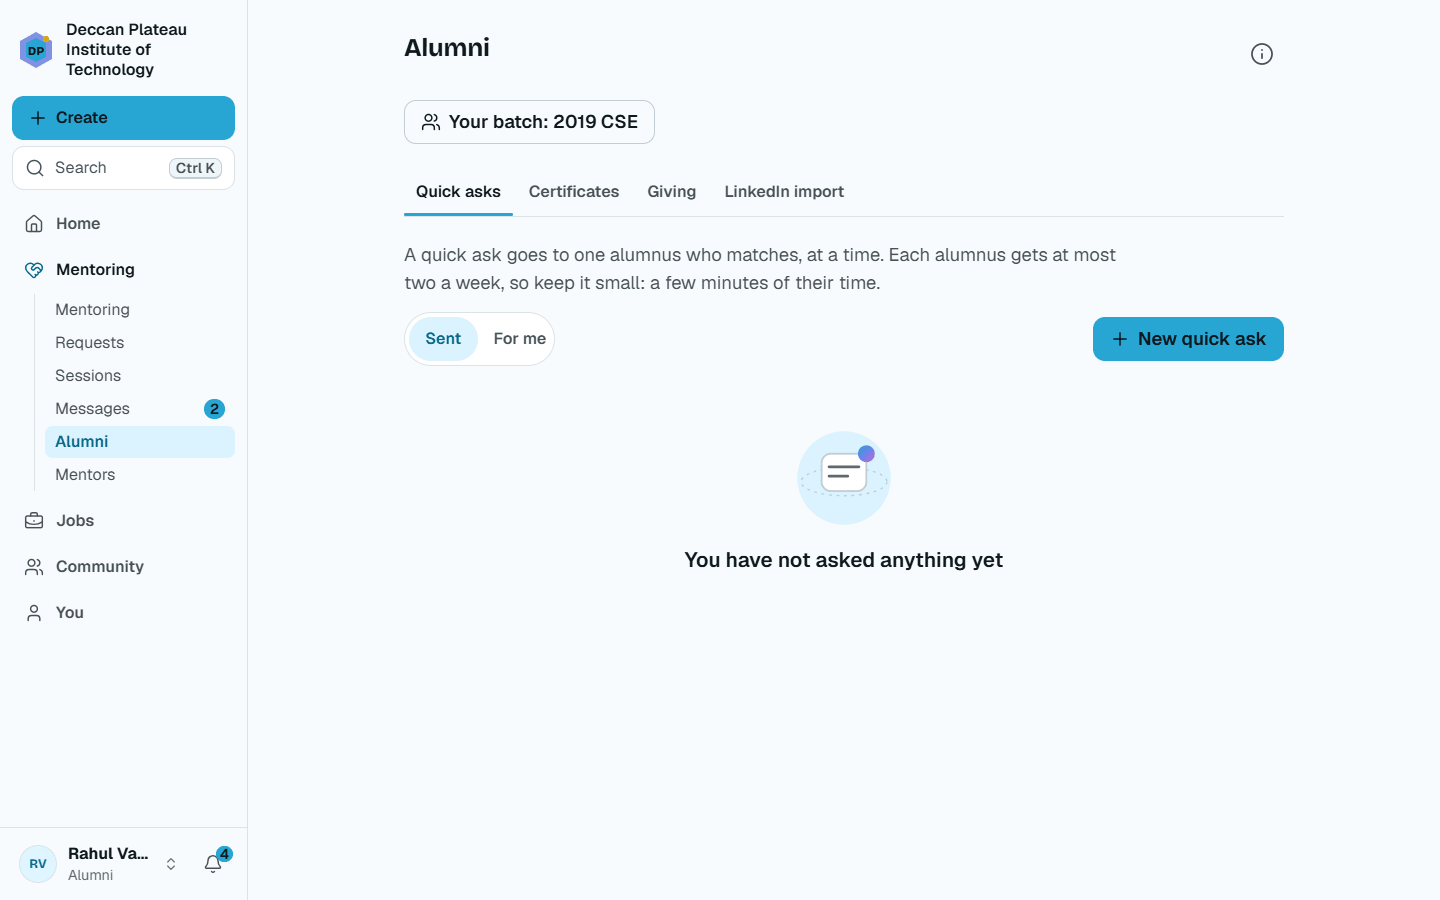 DP
Deccan Plateau
Institute of
Technology
Create
Search
Ctrl K
Home
Mentoring
Mentoring
Requests
Sessions
Messages
2
Alumni
Mentors
Jobs
Community
You
RV
Rahul Va...
Alumni
4
Alumni
Your batch: 2019 CSE
Quick asks
Certificates
Giving
LinkedIn import
A quick ask goes to one alumnus who matches, at a time. Each alumnus gets at most
two a week, so keep it small: a few minutes of their time.
Sent
For me
New quick ask
You have not asked anything yet